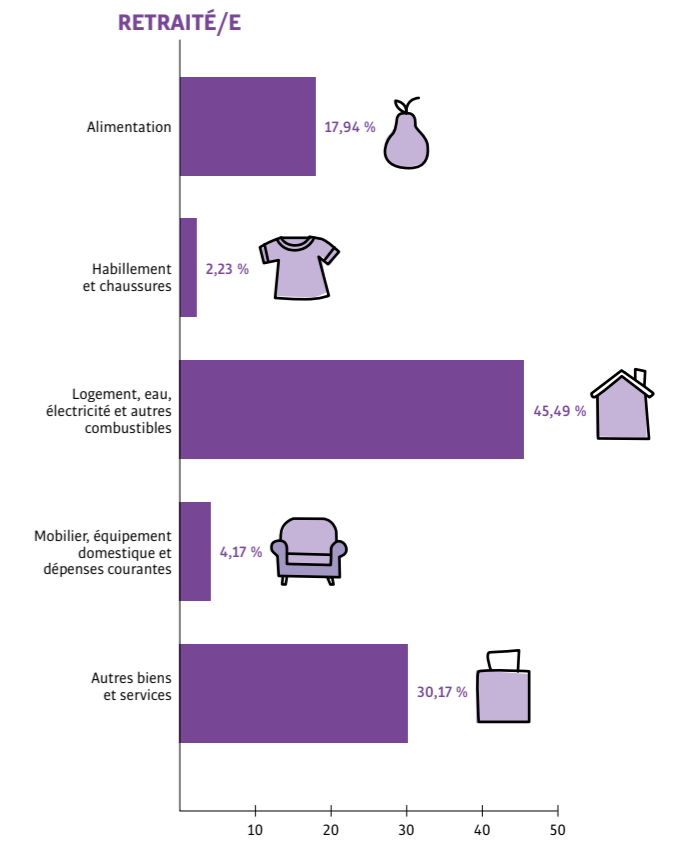 RETRAITÉ/E
Alimentation
17,94 %
Habillement
et chaussures
2,23 %
Logement, eau,
électricité et autres
combustibles
45,49 %
Mobilier, équipement
domestique et
dépenses courantes
4,17 %
Autres biens
et services
30,17 %
10 20 30 40 50